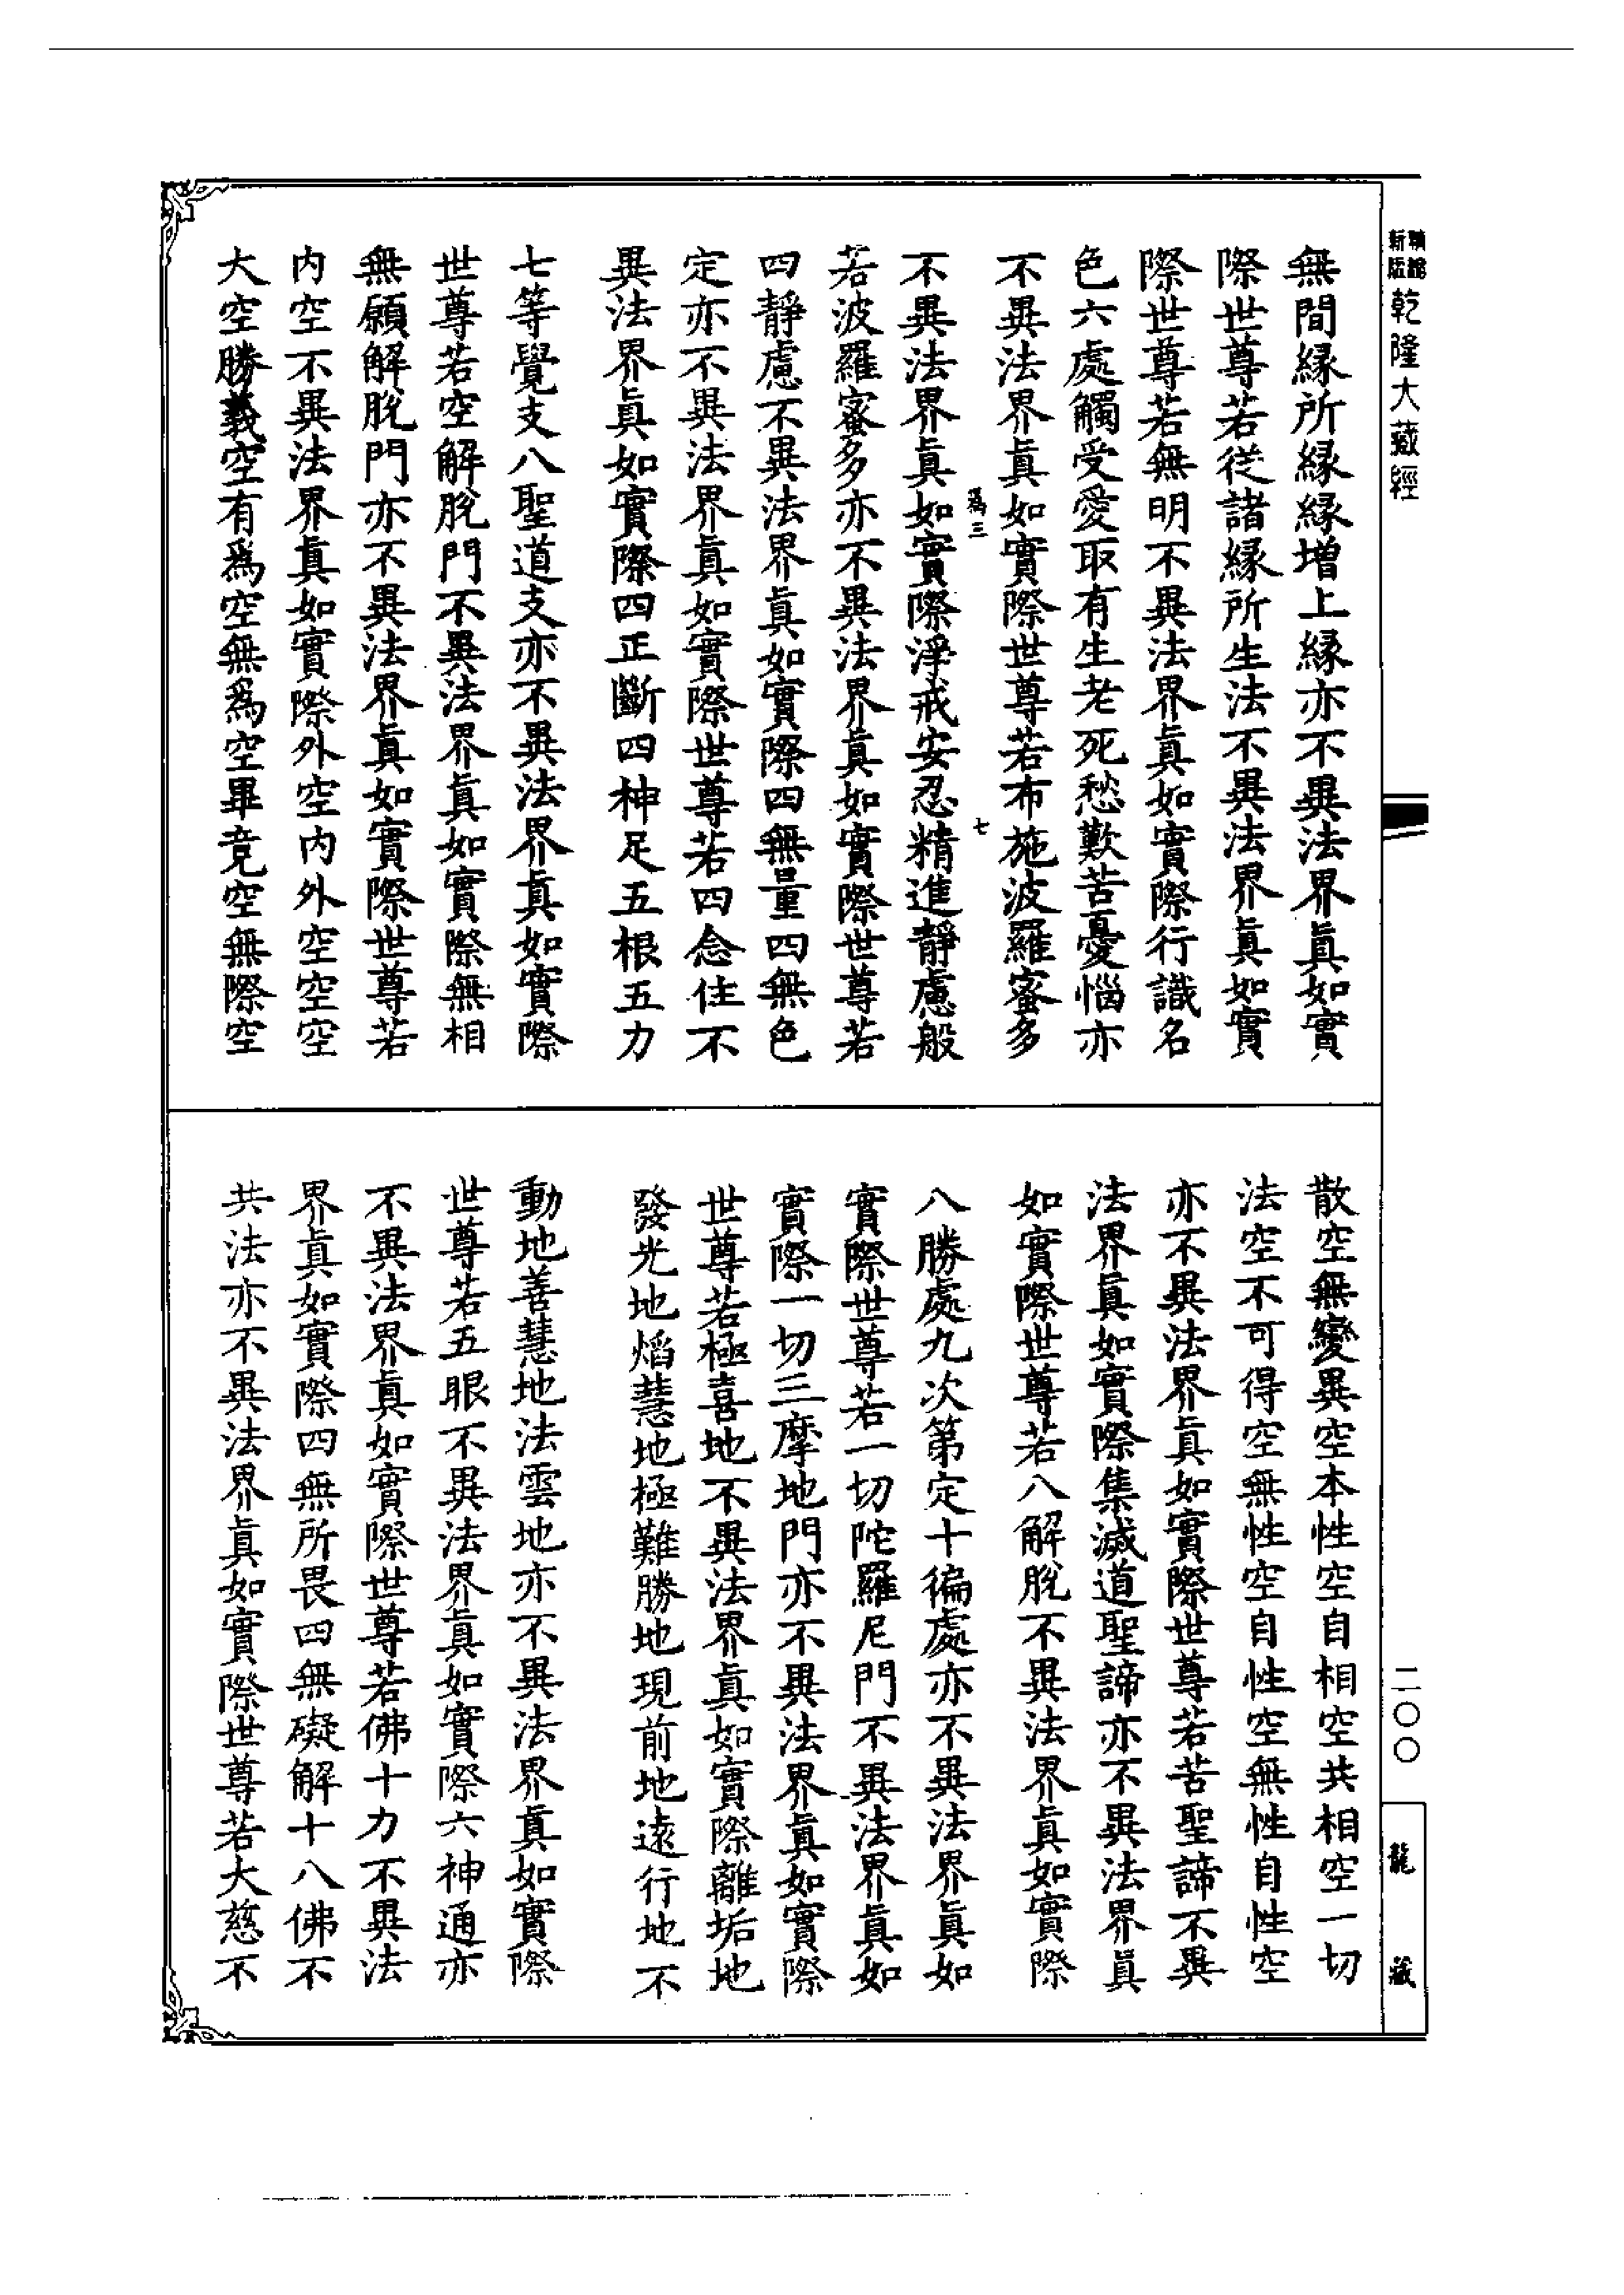 無間縁所縁縁増上縁亦不異法界眞如實
際世尊若從諸縁所生法不異法界眞如實
際世尊若無明不異法界眞如實際行識名
色六處觸受愛取有生老死愁歎苦憂惱亦
不異法界眞如實際世尊若布施波羅蜜多
不異法界眞如實際淨戒安忍精進靜慮般
若波羅蜜多亦不異法界眞如實際世尊若
四靜慮不異法界眞如實際四無量四無色
定亦不異法界眞如實際世尊若四念住不
異法界眞如實際四正斷四神足五根五力
七等覺支八聖道支亦不異法界眞如實際
世尊若空解脫門不異法界眞如實際無相
無願解脫門亦不異法界眞如實際世尊若
内空不異法界眞如實際外空内外空空空
大空勝義空有爲空無爲空畢竟空無際空
散空無變異空本性空自相空共相空一切
法空不可得空無性空自性空無性自性空
亦不異法界眞如實際世尊若苦聖諦不異
法界眞如實際集滅道聖諦亦不異法界眞
如實際世尊若八解脫不異法界眞如實際
八勝處九次第定十徧處亦不異法界眞如
實際世尊若一切陀羅尼門不異法界眞如
實際一切三摩地門亦不異法界眞如實際
世尊若極喜地不異法界眞如實際離垢地
發光地焰慧地極難勝地現前地遠行地不
動地善慧地法雲地亦不異法界眞如實際
世尊若五眼不異法界眞如實際六神通亦
不異法界眞如實際世尊若佛十力不異法
界眞如實際四無所畏四無礙解十八佛不
共法亦不異法界眞如實際世尊若大慈不
三
七
新版
乾隆大藏經
二〇〇
龍藏